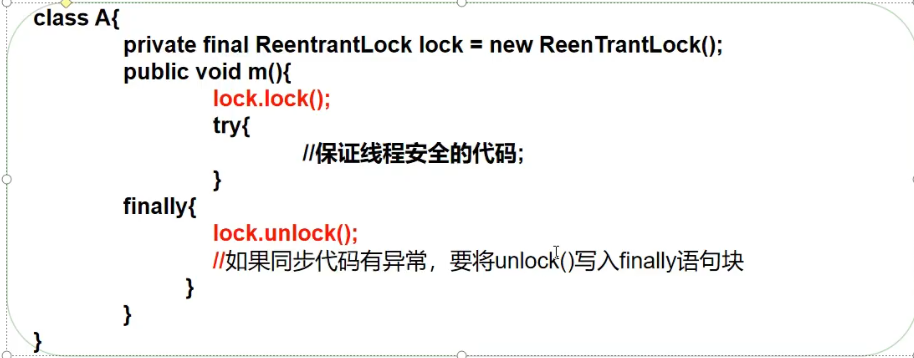 class A{
private final ReentrantLock lock = new ReenTrantLock();
public void m(){
lock.lock();
try{
//保证线程安全的代码;
}
finally{
lock.unlock();
//如果同步代码有异常，要将unlock()写入finally语句块
}
}
}